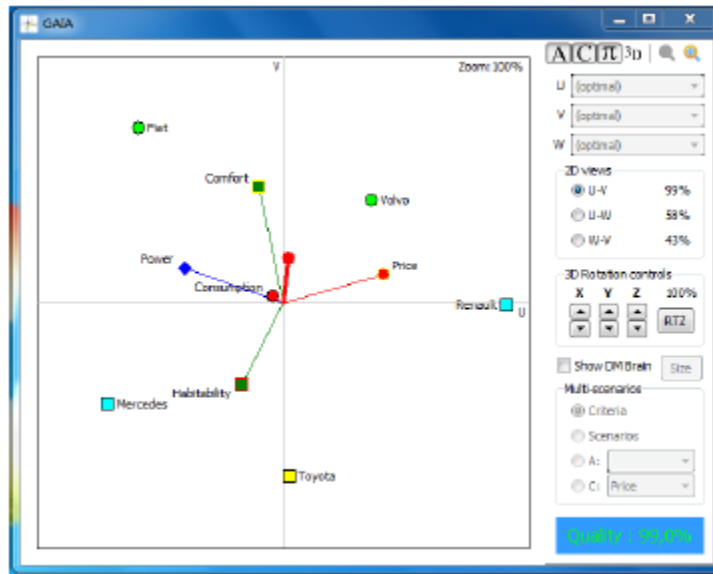 GAIA
V
Zoom: 100%
Fiat
Comfort
Volvo
Power
Price
Consumption
Renault
U
Habitability
Mercedes
Toyota
A C π 3D
U (optimal)
V (optimal)
W (optimal)
2D views
U-V 99%
U-W 58%
W-V 43%
3D Rotation controls
X Y Z 100%
RTZ
Show DM Brain Size
Multi-scenarios
Criteria
Scenarios
A:
C: Price
Quality : 99,0%